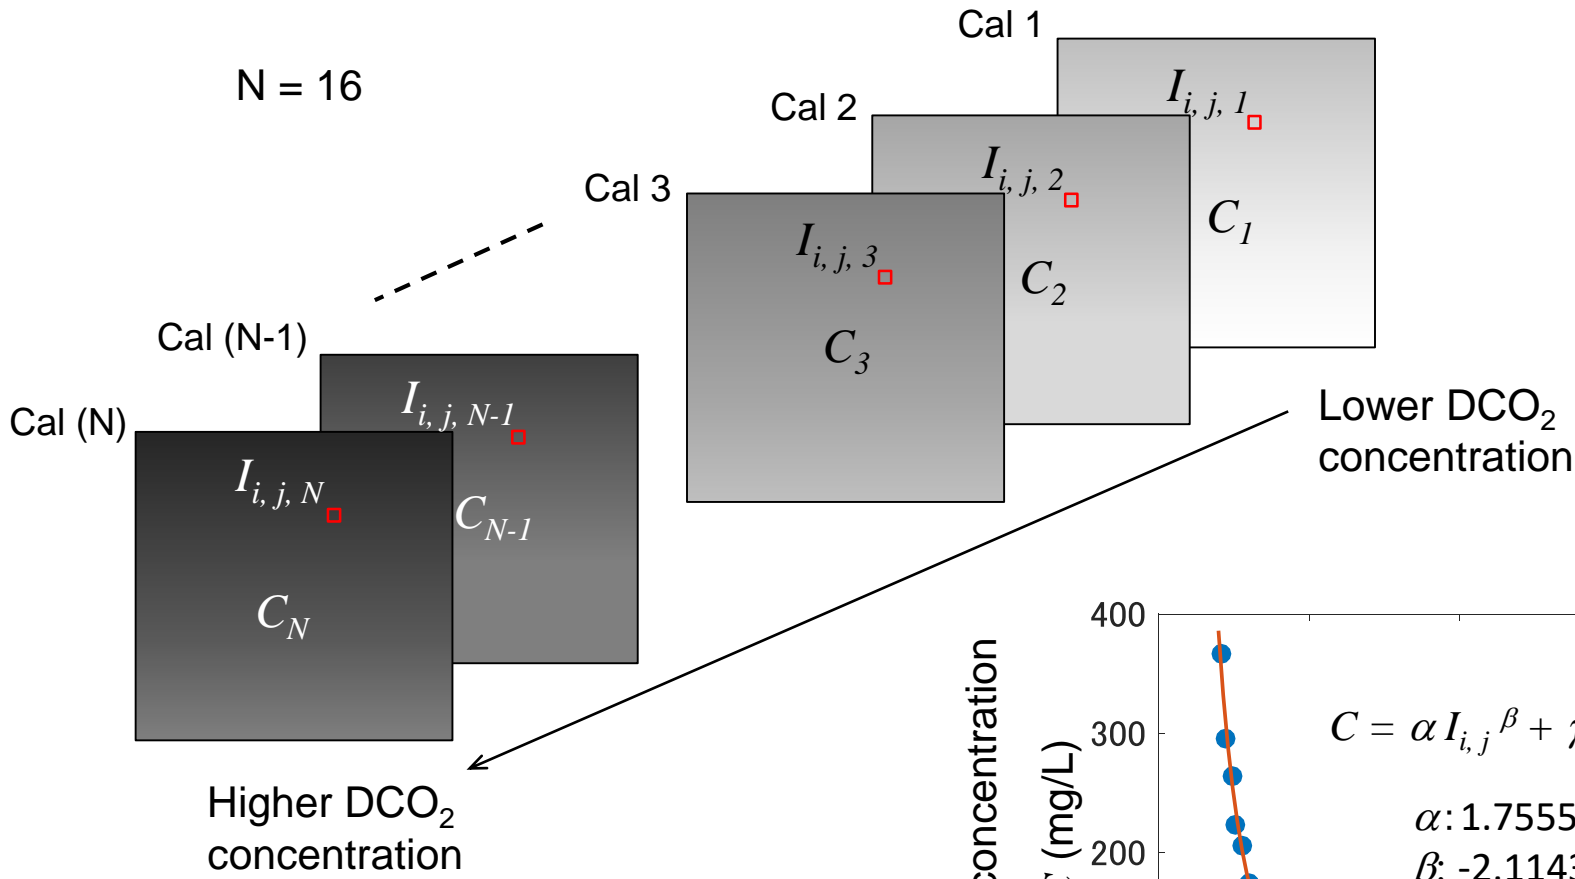 N = 16
Cal 1
I_{i, j, 1}
C_1
Cal 2
I_{i, j, 2}
C_2
Cal 3
I_{i, j, 3}
C_3
Cal (N-1)
I_{i, j, N-1}
C_{N-1}
Cal (N)
I_{i, j, N}
C_N
Lower DCO₂
concentration
Higher DCO₂
concentration
concentration
(mg/L)
400
300
200
C = α I_{i, j}^β +
α: 1.7555
β: -2.1143